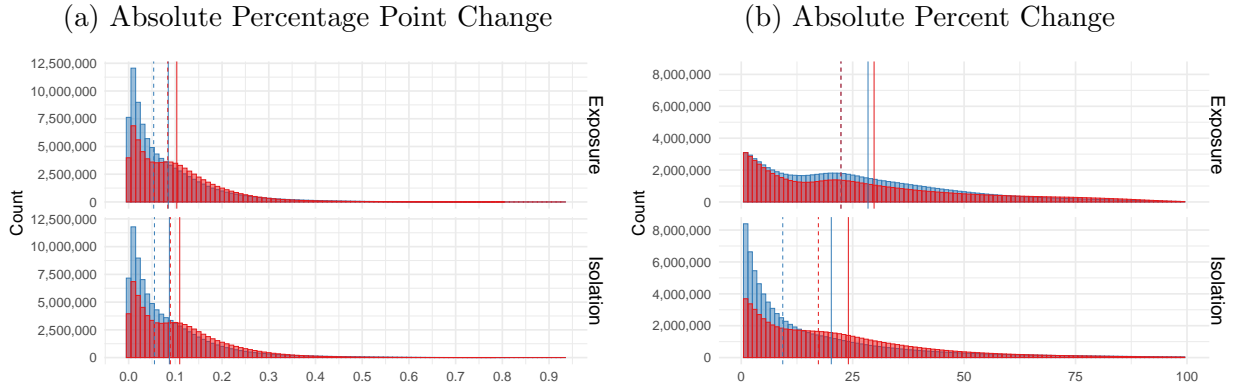 (a) Absolute Percentage Point Change
(b) Absolute Percent Change
12,500,000
10,000,000
7,500,000
5,000,000
2,500,000
0
Exposure
12,500,000
10,000,000
7,500,000
5,000,000
2,500,000
0
Isolation
Count
0.0 0.1 0.2 0.3 0.4 0.5 0.6 0.7 0.8 0.9
8,000,000
6,000,000
4,000,000
2,000,000
0
Exposure
8,000,000
6,000,000
4,000,000
2,000,000
0
Isolation
Count
0 25 50 75 100